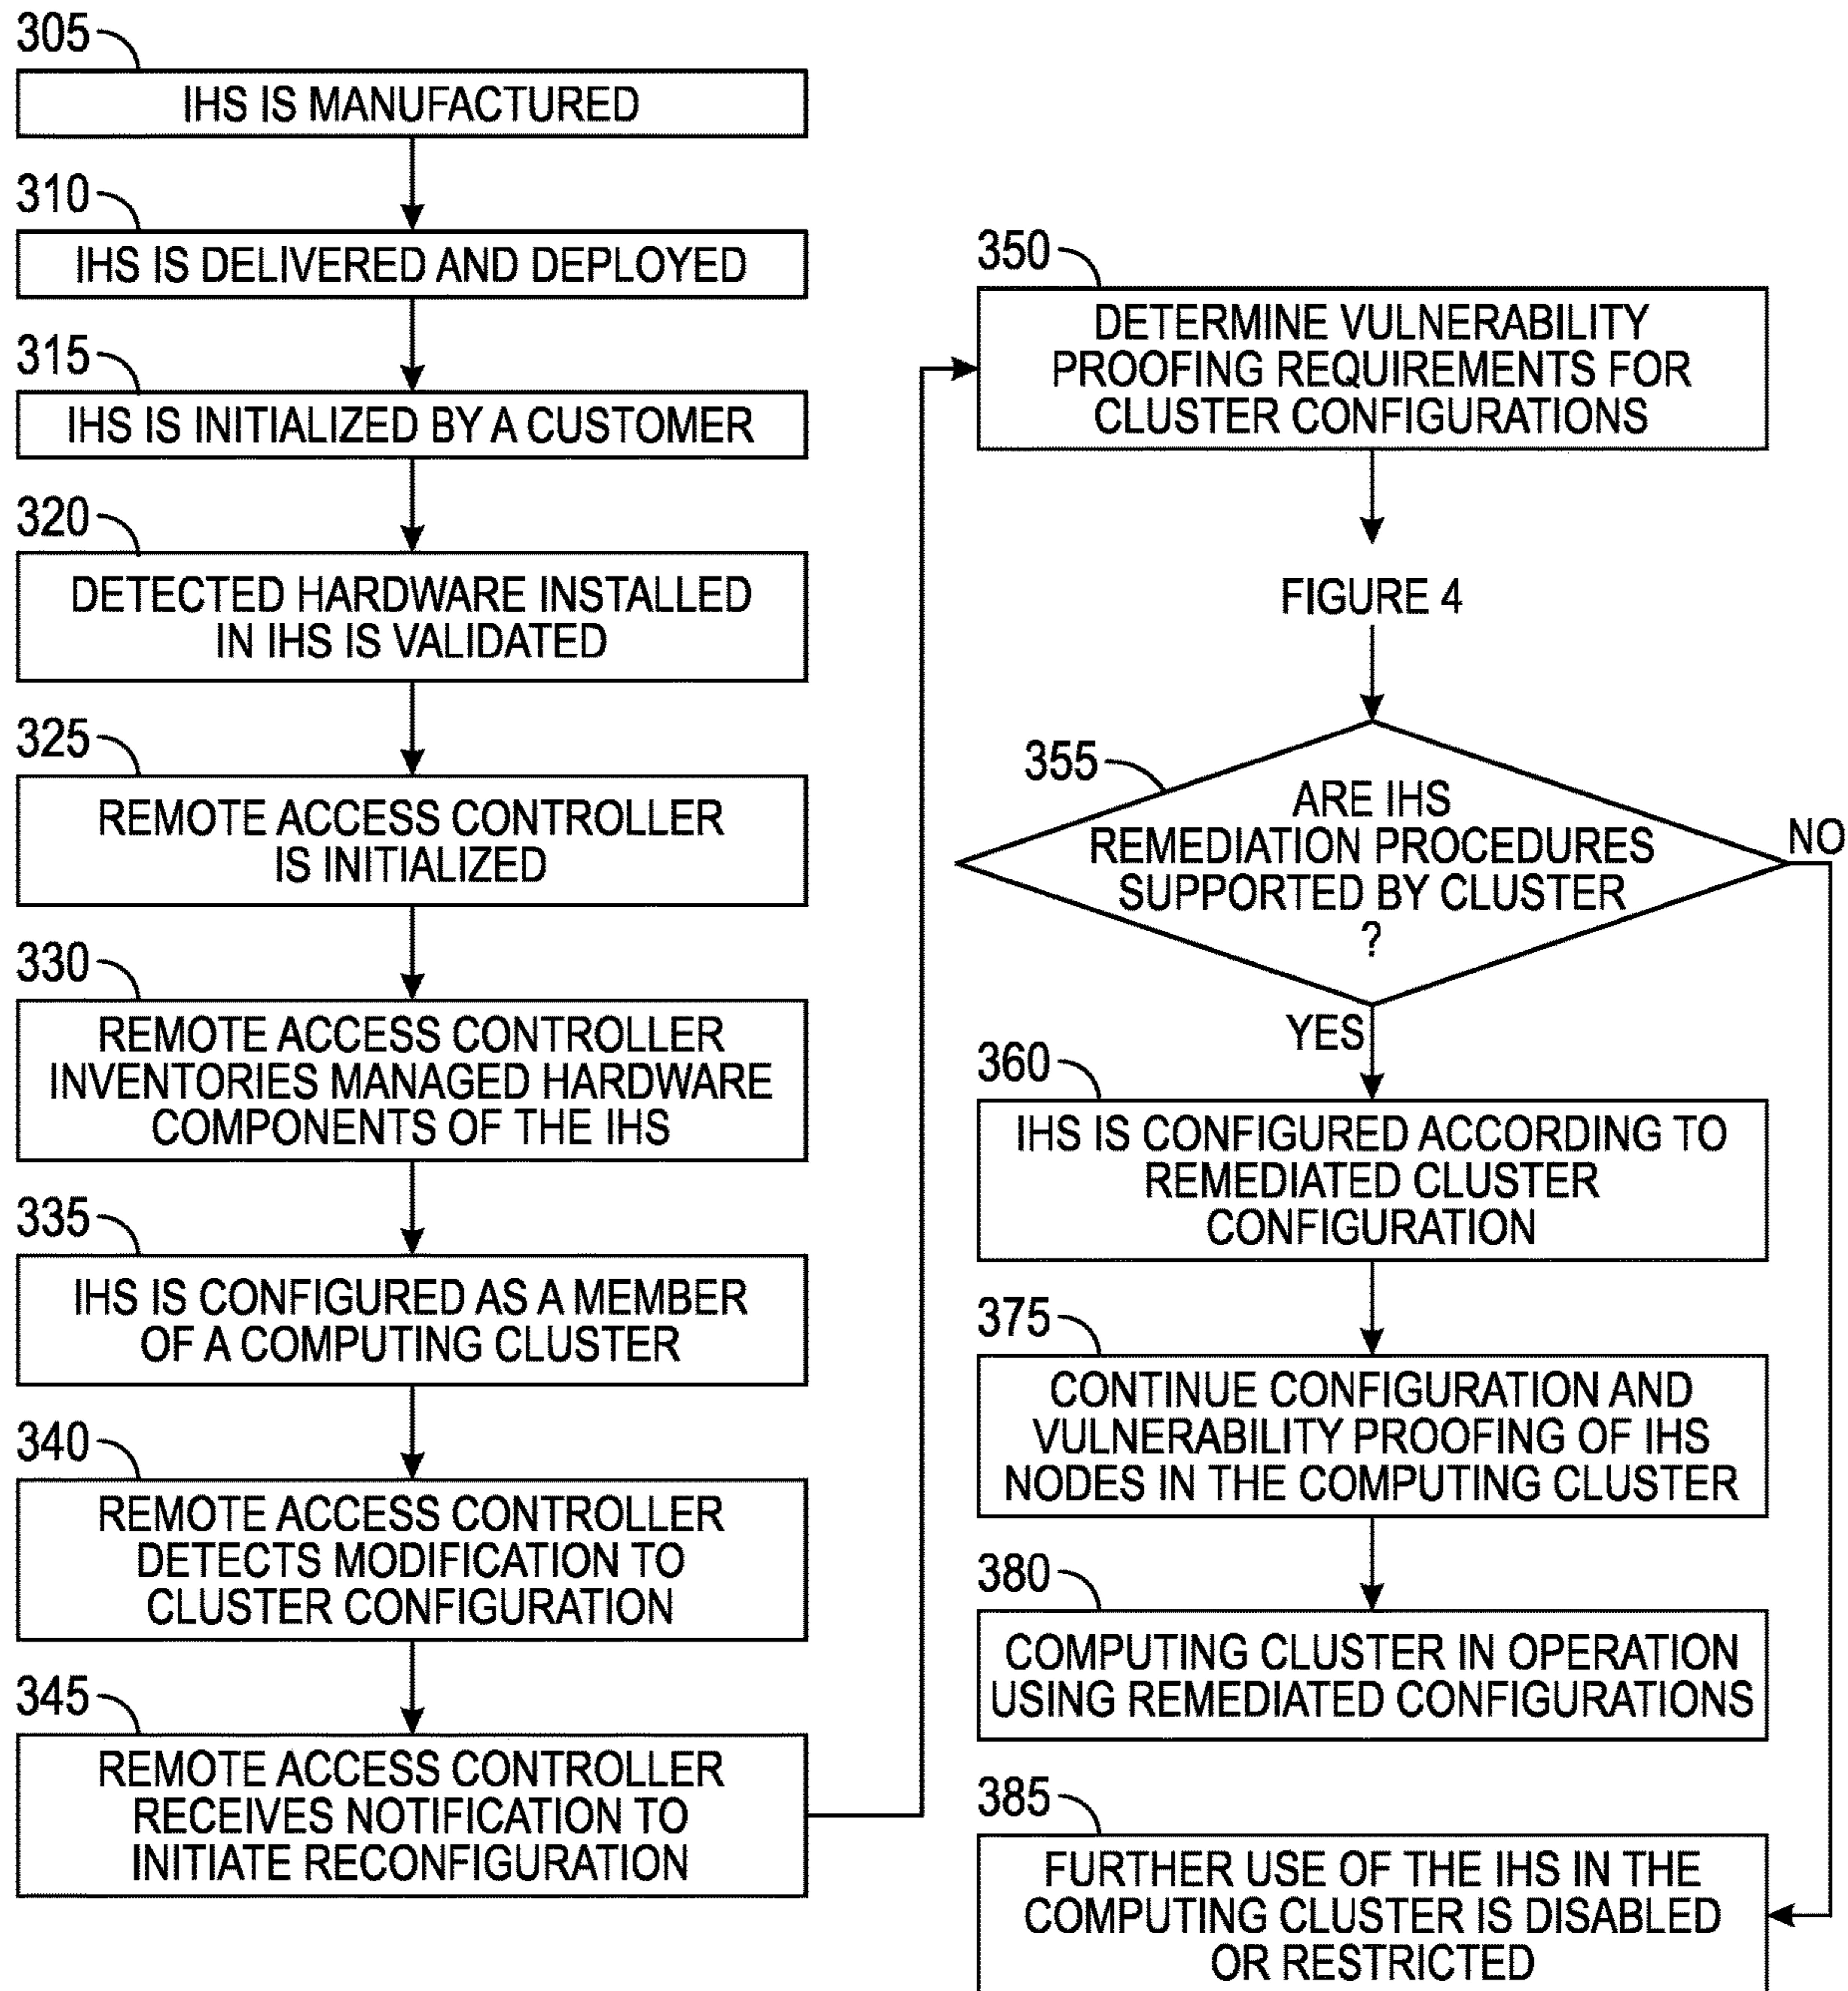 305
IHS IS MANUFACTURED
310
IHS IS DELIVERED AND DEPLOYED
315
IHS IS INITIALIZED BY A CUSTOMER
320
DETECTED HARDWARE INSTALLED
IN IHS IS VALIDATED
325
REMOTE ACCESS CONTROLLER
IS INITIALIZED
330
REMOTE ACCESS CONTROLLER
INVENTORIES MANAGED HARDWARE
COMPONENTS OF THE IHS
335
IHS IS CONFIGURED AS A MEMBER
OF A COMPUTING CLUSTER
340
REMOTE ACCESS CONTROLLER
DETECTS MODIFICATION TO
CLUSTER CONFIGURATION
345
REMOTE ACCESS CONTROLLER
RECEIVES NOTIFICATION TO
INITIATE RECONFIGURATION
350
DETERMINE VULNERABILITY
PROOFING REQUIREMENTS FOR
CLUSTER CONFIGURATIONS
FIGURE 4
355
ARE IHS
REMEDIATION PROCEDURES
SUPPORTED BY CLUSTER
?
NO
YES
360
IHS IS CONFIGURED ACCORDING TO
REMEDIATED CLUSTER
CONFIGURATION
375
CONTINUE CONFIGURATION AND
VULNERABILITY PROOFING OF IHS
NODES IN THE COMPUTING CLUSTER
380
COMPUTING CLUSTER IN OPERATION
USING REMEDIATED CONFIGURATIONS
385
FURTHER USE OF THE IHS IN THE
COMPUTING CLUSTER IS DISABLED
OR RESTRICTED